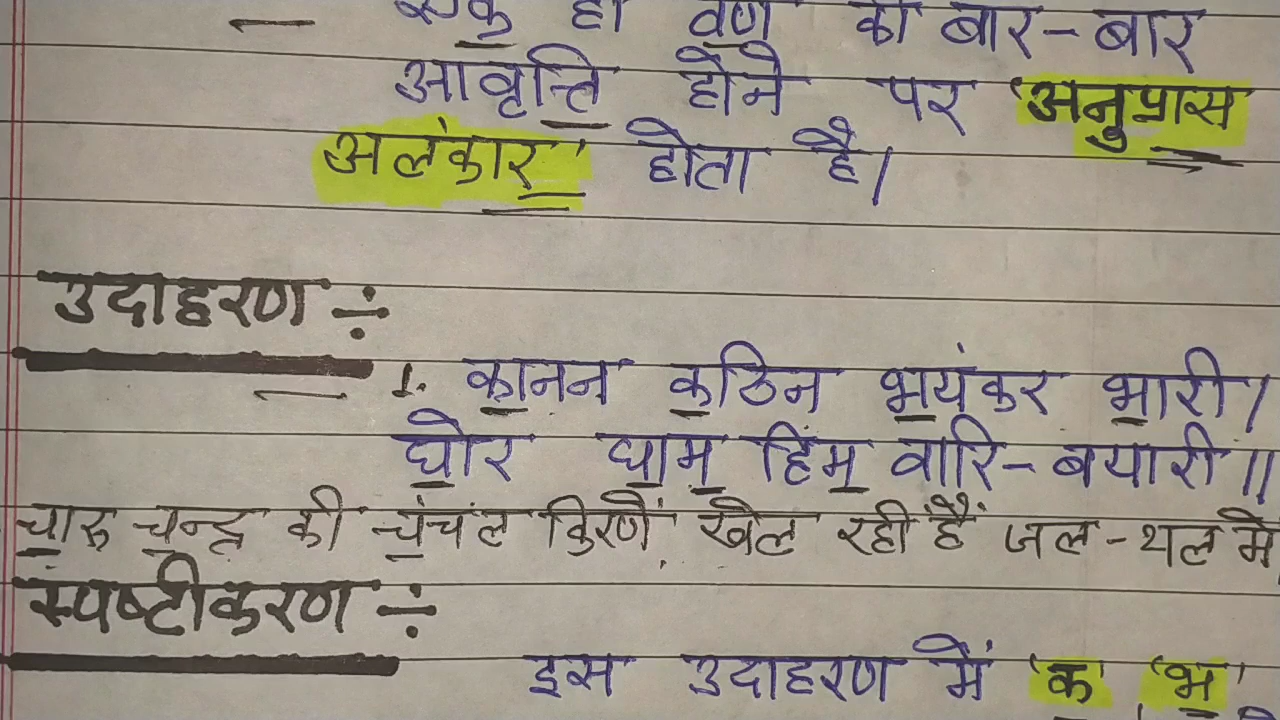 एक ही वर्ण की बार-बार
आवृत्ति होने पर 'अनुप्रास
अलंकार' होता है।
उदाहरण ÷
1. कानन कठिन भयंकर भारी।
घोर घाम हिम वारि-बयारी॥
चारु चन्द्र की चंचल किरणें, खेल रही हैं जल-थल में
स्पष्टीकरण ÷
इस उदाहरण में 'क' 'भ'